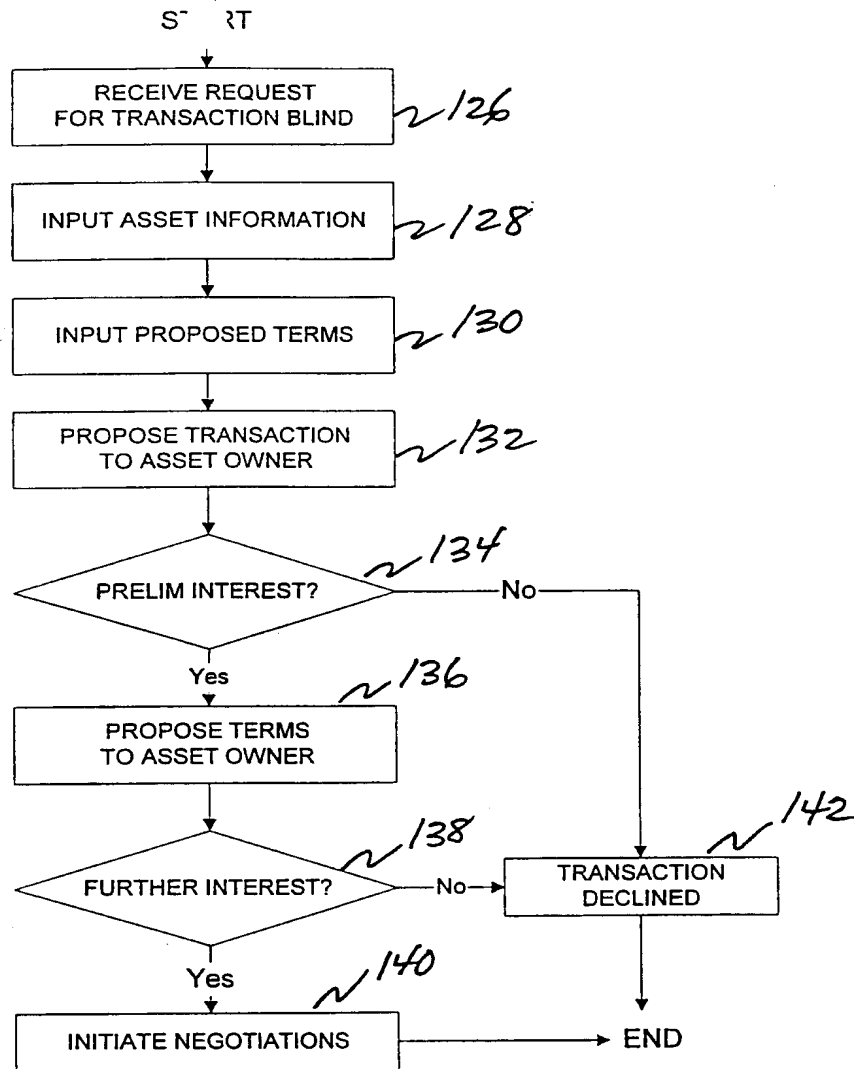 RECEIVE REQUEST
FOR TRANSACTION BLIND
126
INPUT ASSET INFORMATION
128
INPUT PROPOSED TERMS
130
PROPOSE TRANSACTION
TO ASSET OWNER
132
134
PRELIM INTEREST?
No
Yes
136
PROPOSE TERMS
TO ASSET OWNER
138
142
FURTHER INTEREST?
No
TRANSACTION
DECLINED
Yes
140
INITIATE NEGOTIATIONS
END